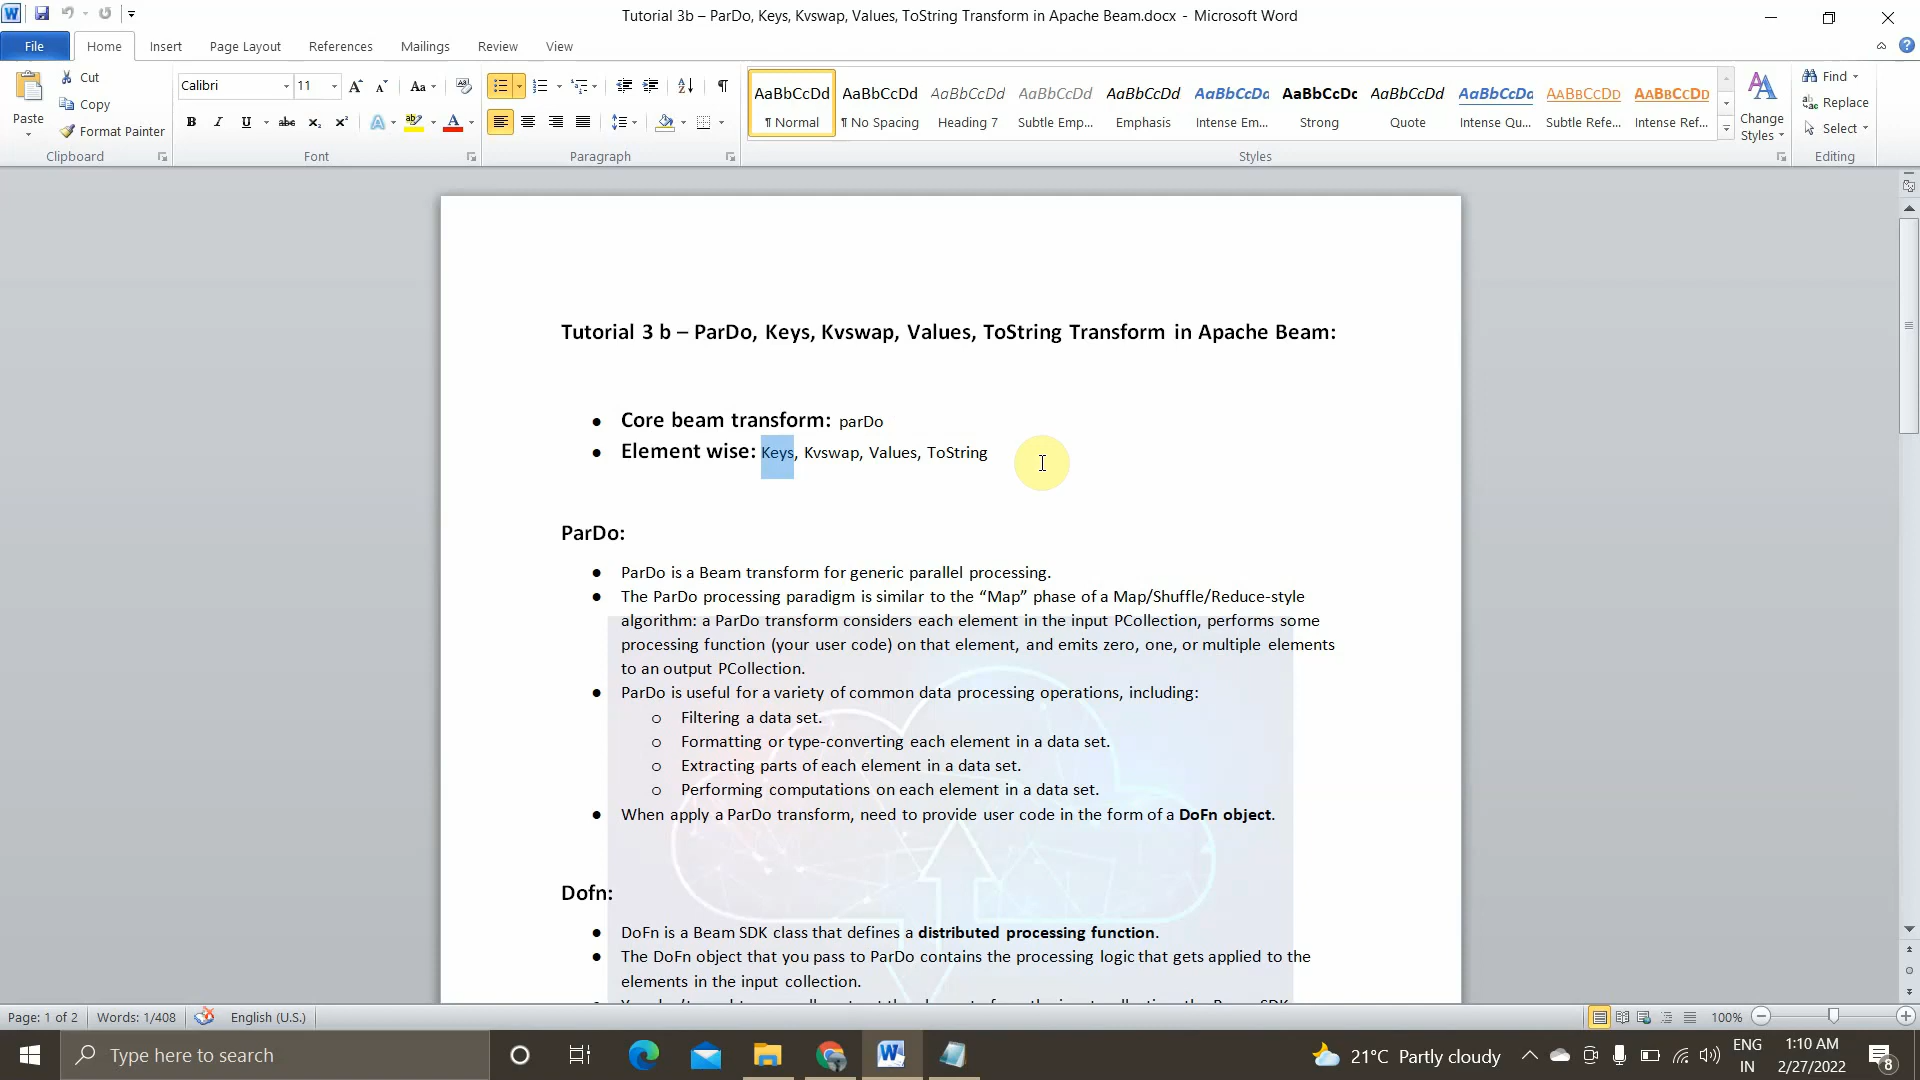 Tutorial 3b – ParDo, Keys, Kvswap, Values, ToString Transform in Apache Beam.docx - Microsoft Word
File Home Insert Page Layout References Mailings Review View
Cut
Copy
Format Painter
Paste
Clipboard
Calibri 11
Font
Paragraph
AaBbCcDd AaBbCcDd AaBbCcDd AaBbCcDd AaBbCcDd AaBbCcDd AaBbCcDc AaBbCcDd AaBbCcDd AaBbCcDd AaBbCcDd
¶ Normal ¶ No Spacing Heading 7 Subtle Emp... Emphasis Intense Em... Strong Quote Intense Qu... Subtle Refe... Intense Ref...
Change
Styles
Styles
Find
Replace
Select
Editing
Tutorial 3 b – ParDo, Keys, Kvswap, Values, ToString Transform in Apache Beam:
● Core beam transform: parDo
● Element wise: Keys, Kvswap, Values, ToString
ParDo:
● ParDo is a Beam transform for generic parallel processing.
● The ParDo processing paradigm is similar to the “Map” phase of a Map/Shuffle/Reduce-style
algorithm: a ParDo transform considers each element in the input PCollection, performs some
processing function (your user code) on that element, and emits zero, one, or multiple elements
to an output PCollection.
● ParDo is useful for a variety of common data processing operations, including:
o Filtering a data set.
o Formatting or type-converting each element in a data set.
o Extracting parts of each element in a data set.
o Performing computations on each element in a data set.
● When apply a ParDo transform, need to provide user code in the form of a DoFn object.
Dofn:
● DoFn is a Beam SDK class that defines a distributed processing function.
● The DoFn object that you pass to ParDo contains the processing logic that gets applied to the
elements in the input collection.
Page: 1 of 2 Words: 1/408 English (U.S.) 100%
Type here to search
21°C Partly cloudy
ENG
IN
1:10 AM
2/27/2022
8